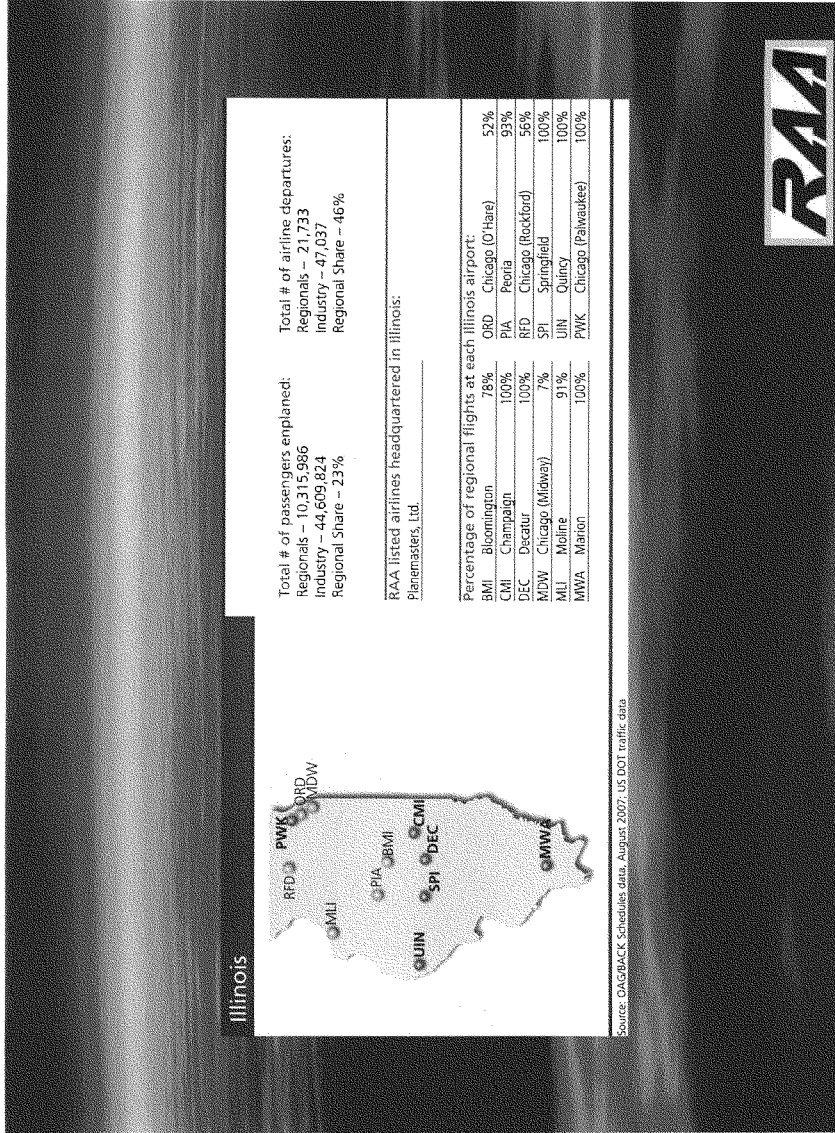 Illinois
PWK
ORD
MDW
RFD
MLI
PIA
BMI
CMI
DEC
SPI
UIN
MWA
Total # of passengers enplaned:
Regionals – 10,315,986
Industry – 44,609,824
Regional Share – 23%
Total # of airline departures:
Regionals – 21,733
Industry – 47,037
Regional Share – 46%
RAA listed airlines headquartered in Illinois:
Planemasters, Ltd.
Percentage of regional flights at each Illinois airport:
BMI Bloomington 78%
CMI Champaign 100%
DEC Decatur 100%
MDW Chicago (Midway) 7%
MLI Moline 91%
MWA Marion 100%
ORD Chicago (O'Hare) 52%
PIA Peoria 93%
RFD Chicago (Rockford) 56%
SPI Springfield 100%
UIN Quincy 100%
PWK Chicago (Palwaukee) 100%
Source: OAG/BACK Schedules data, August 2007; US DOT traffic data
RAA